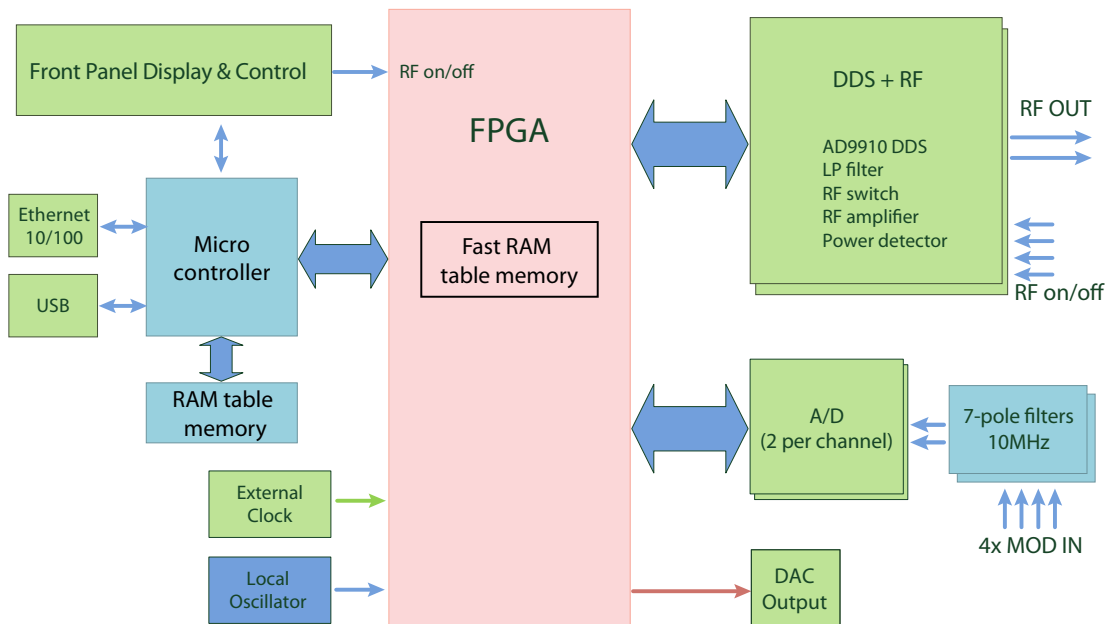 Front Panel Display & Control
RF on/off
FPGA
DDS + RF
AD9910 DDS
LP filter
RF switch
RF amplifier
Power detector
RF OUT
RF on/off
Ethernet
10/100
USB
Micro
controller
Fast RAM
table memory
RAM table
memory
A/D
(2 per channel)
7-pole filters
10MHz
4x MOD IN
External
Clock
Local
Oscillator
DAC
Output